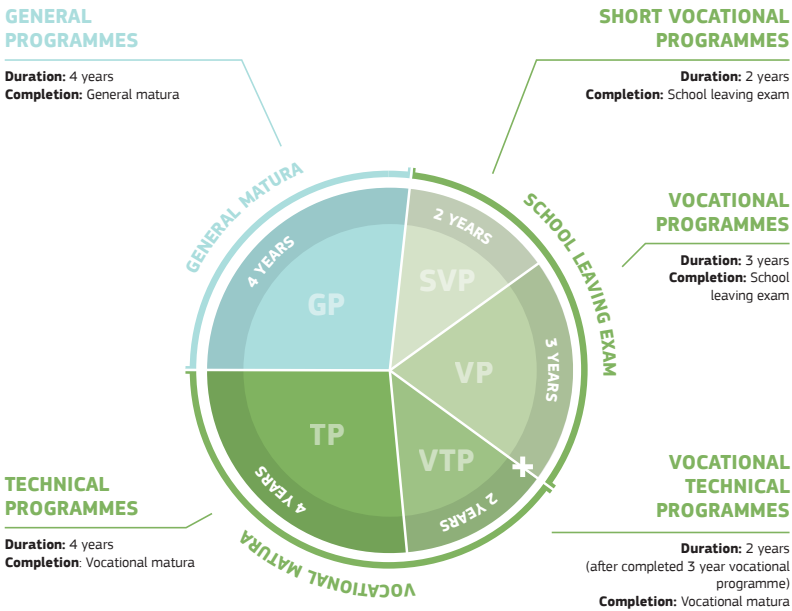 GENERAL
PROGRAMMES
Duration: 4 years
Completion: General matura
SHORT VOCATIONAL
PROGRAMMES
Duration: 2 years
Completion: School leaving exam
VOCATIONAL
PROGRAMMES
Duration: 3 years
Completion: School
leaving exam
GENERAL MATURA
SCHOOL LEAVING EXAM
VOCATIONAL MATURA
4 YEARS
GP
2 YEARS
SVP
3 YEARS
VP
4 YEARS
TP
2 YEARS
VTP
+
TECHNICAL
PROGRAMMES
Duration: 4 years
Completion: Vocational matura
VOCATIONAL
TECHNICAL
PROGRAMMES
Duration: 2 years
(after completed 3 year vocational
programme)
Completion: Vocational matura